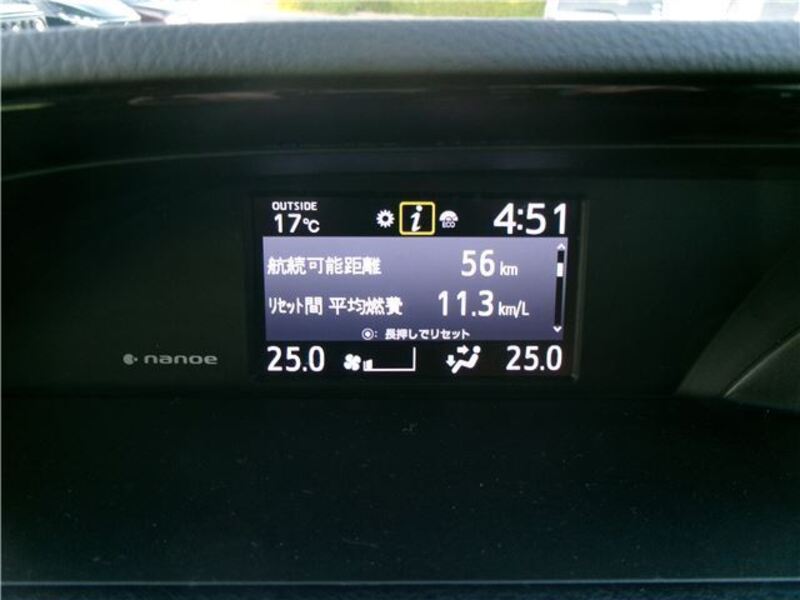 OUTSIDE
17℃
i
ECO
4:51
航続可能距離 56 km
リセット間 平均燃費 11.3 km/L
◉: 長押しでリセット
25.0 25.0
nanoe